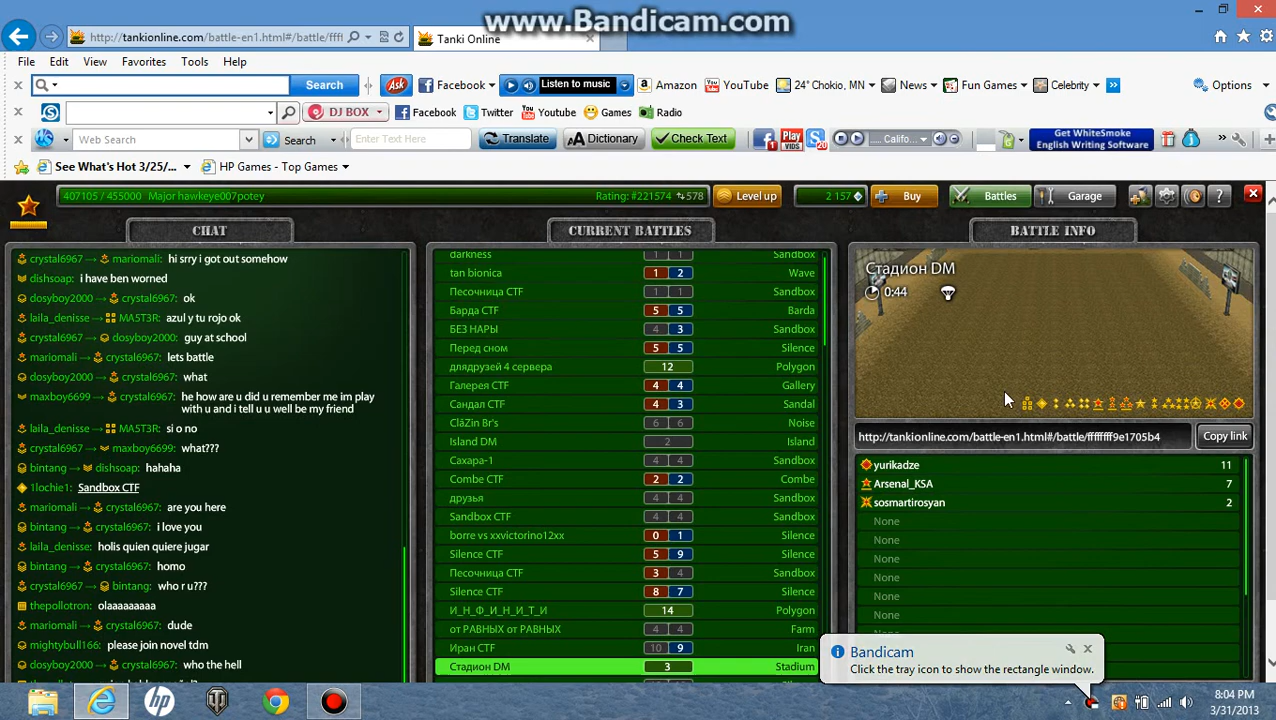 www.Bandicam.com
http://tankionline.com/battle-en1.html#/battle/ffff
Tanki Online
File Edit View Favorites Tools Help
Search Ask Facebook Listen to music Amazon YouTube 24° Chokio, MN News Fun Games Celebrity Options
DJ BOX Facebook Twitter Youtube Games Radio
Web Search Search Enter Text Here Translate Dictionary Check Text Play VIDS 20 ..... Califo... Get WhiteSmoke English Writing Software
See What's Hot 3/25/... HP Games - Top Games
407105 / 455000 Major hawkeye007potey Rating: #221574 578 Level up 2 157 Buy Battles Garage ?
CHAT
crystal6967 → mariomali: hi srry i got out somehow
dishsoap: i have ben worned
dosyboy2000 → crystal6967: ok
laila_denisse → MA5T3R: azul y tu rojo ok
crystal6967 → dosyboy2000: guy at school
mariomali → crystal6967: lets battle
dosyboy2000 → crystal6967: what
maxboy6699 → crystal6967: he how are u did u remember me im play
with u and i tell u u well be my friend
laila_denisse → MA5T3R: si o no
crystal6967 → maxboy6699: what???
bintang → dishsoap: hahaha
1lochie1: Sandbox CTF
mariomali → crystal6967: are you here
bintang → crystal6967: i love you
laila_denisse: holis quien quiere jugar
bintang → crystal6967: homo
crystal6967 → bintang: who r u???
thepollotron: olaaaaaaaaa
mariomali → crystal6967: dude
mightybull166: please join novel tdm
dosyboy2000 → crystal6967: who the hell
CURRENT BATTLES
darkness 1 1 Sandbox
tan bionica 1 2 Wave
Песочница CTF 1 1 Sandbox
Барда CTF 5 5 Barda
БЕЗ НАРЫ 4 3 Sandbox
Перед сном 5 5 Silence
длядрузей 4 сервера 12 Polygon
Галерея CTF 4 4 Gallery
Сандал CTF 4 3 Sandal
ClãZin Br's 6 6 Noise
Island DM 2 Island
Сахара-1 4 4 Sandbox
Combe CTF 2 2 Combe
друзья 4 4 Sandbox
Sandbox CTF 4 4 Sandbox
borre vs xxvictorino12xx 0 1 Silence
Silence CTF 5 9 Silence
Песочница CTF 3 4 Sandbox
Silence CTF 8 7 Silence
И_Н_Ф_И_Н_И_Т_И 14 Polygon
от РАВНЫХ от РАВНЫХ 4 4 Farm
Иран CTF 10 9 Iran
Стадион DM 3 Stadium
BATTLE INFO
Стадион DM
0:44
http://tankionline.com/battle-en1.html#/battle/ffffffff9e1705b4 Copy link
yurikadze 11
Arsenal_KSA 7
sosmartirosyan 2
None
None
None
None
None
None
Bandicam
Click the tray icon to show the rectangle window.
8:04 PM
3/31/2013